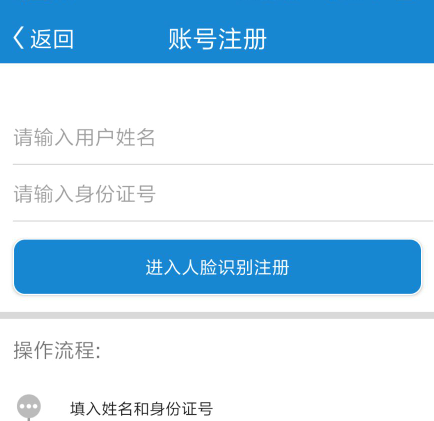 返回
账号注册
请输入用户姓名
请输入身份证号
进入人脸识别注册
操作流程:
填入姓名和身份证号